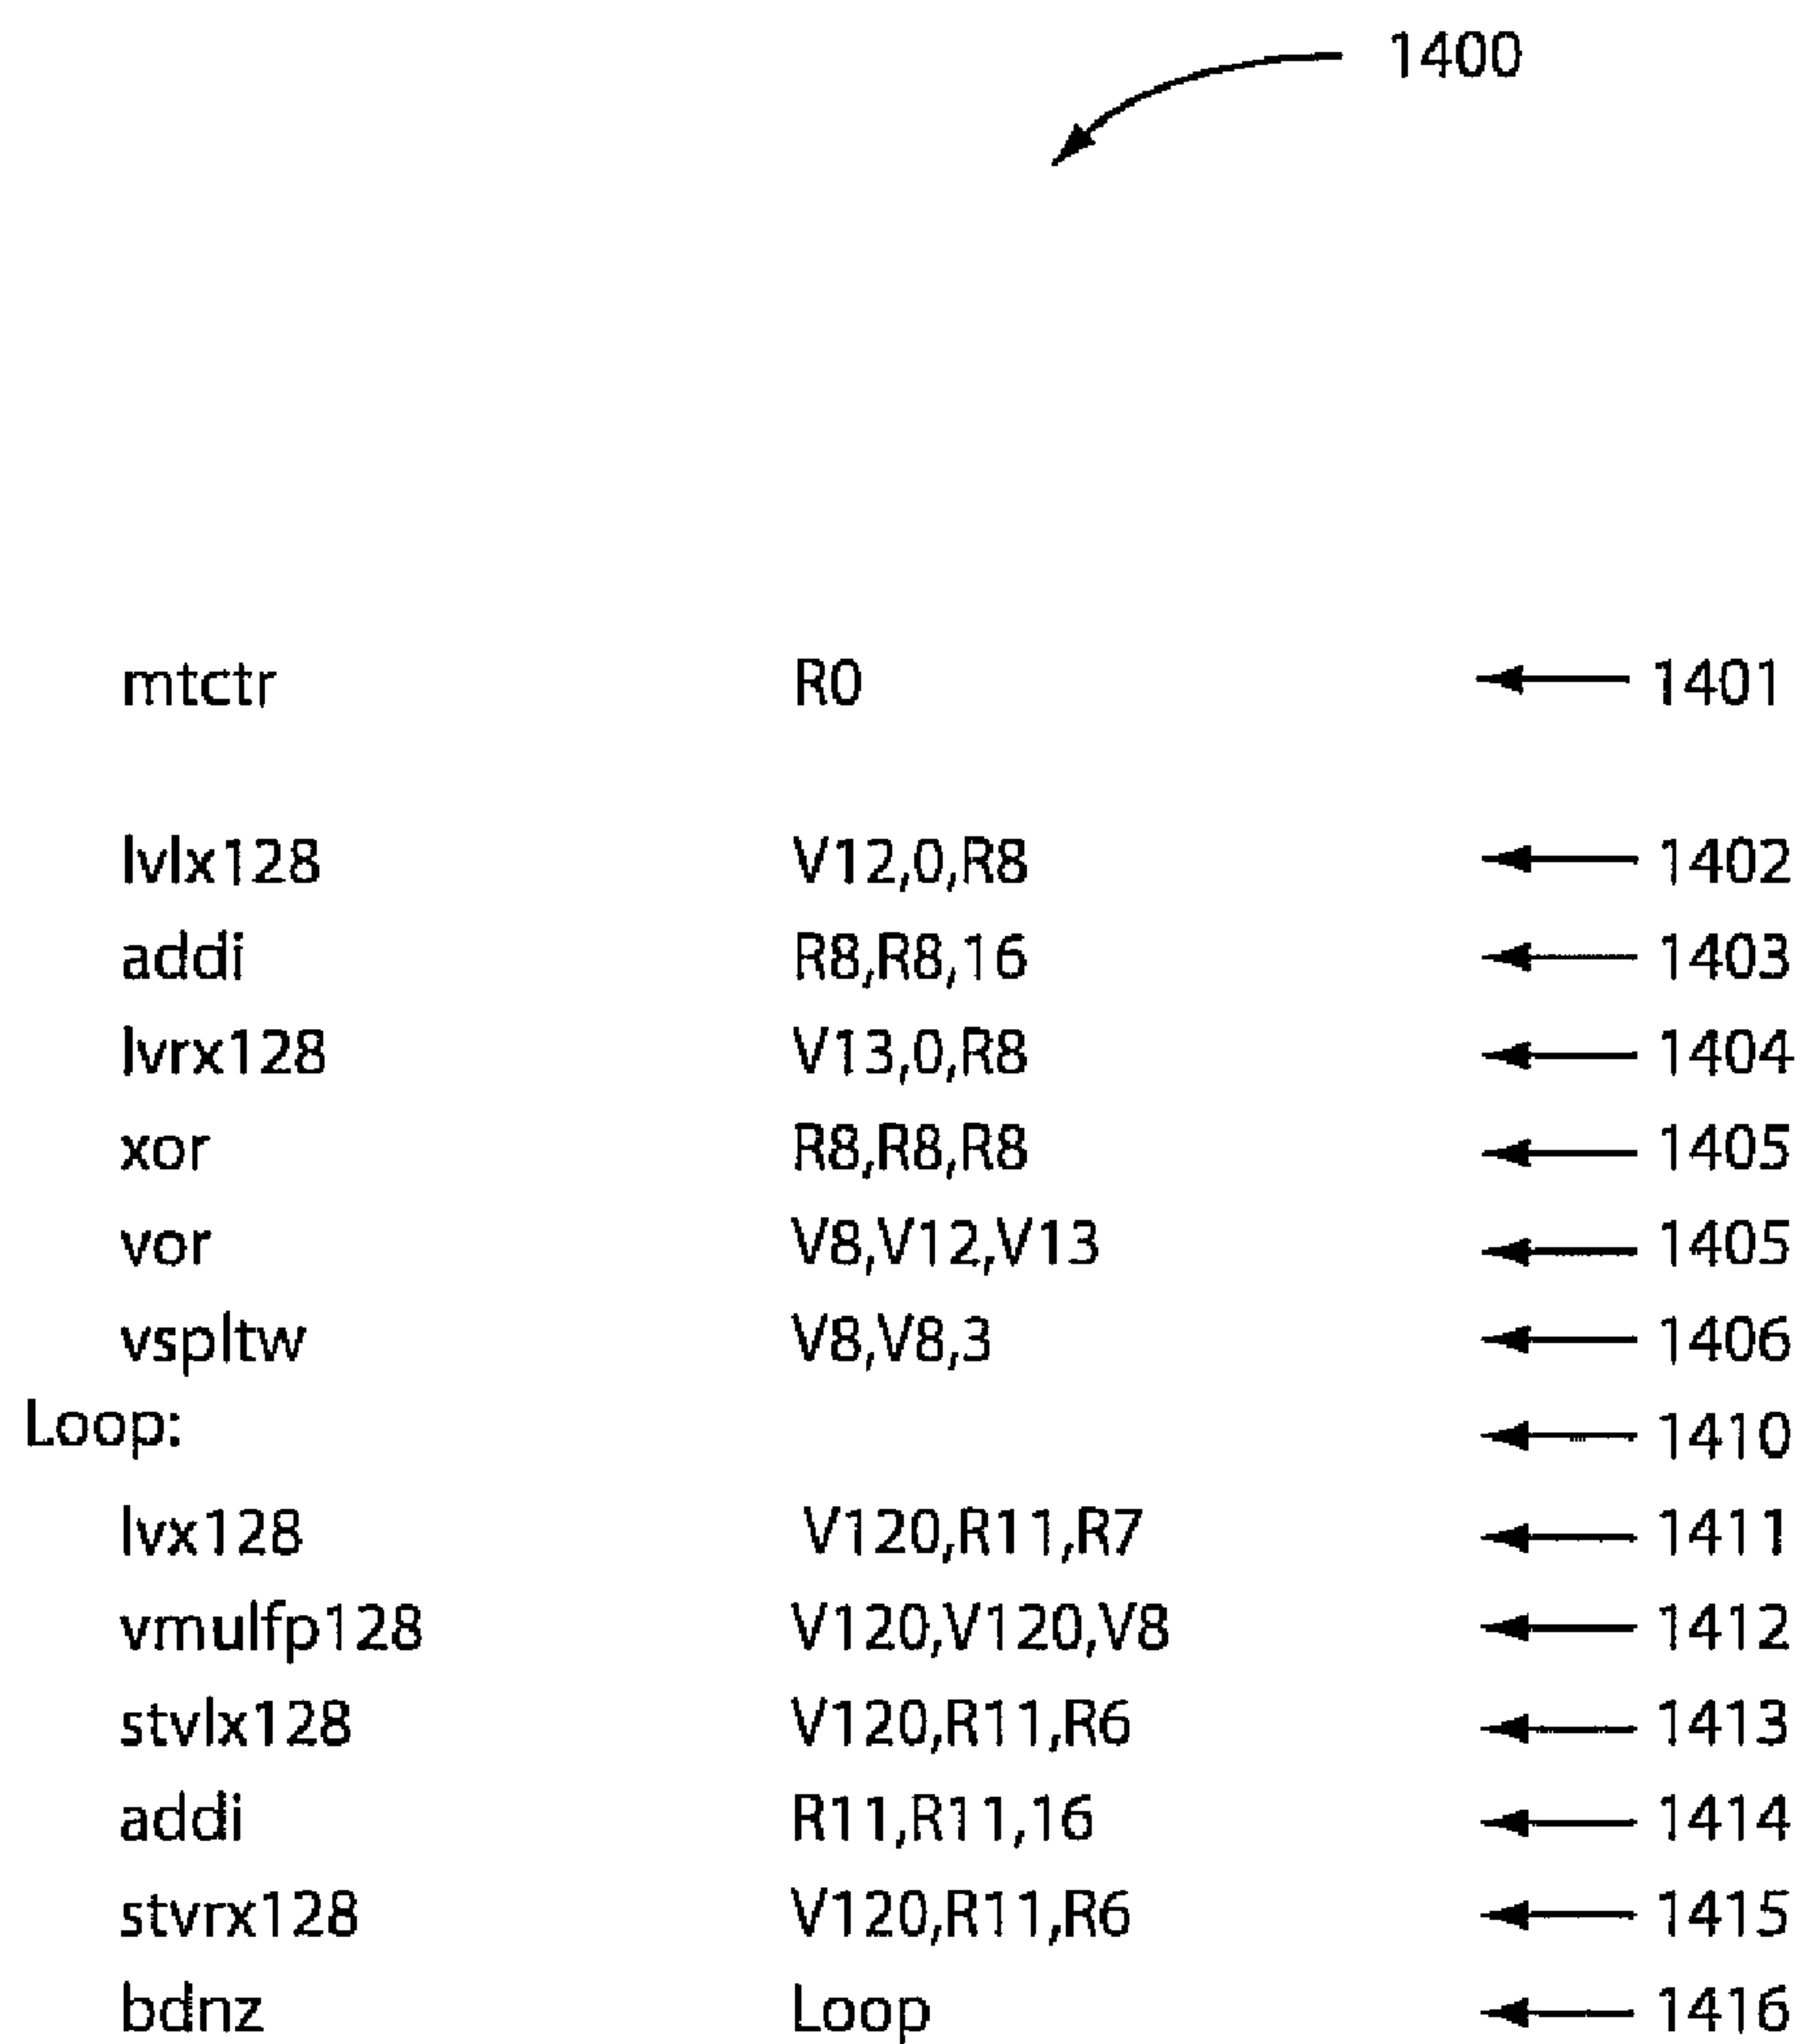 1400
mtctr R0 1401
lvlx128 V12,0,R8 1402
addi R8,R8,16 1403
lvrx128 V13,0,R8 1404
xor R8,R8,R8 1405
vor V8,V12,V13 1405
vspltw V8,V8,3 1406
Loop: 1410
lvx128 V120,R11,R7 1411
vmulfp128 V120,V120,V8 1412
stvlx128 V120,R11,R6 1413
addi R11,R11,16 1414
stvrx128 V120,R11,R6 1415
bdnz Loop 1416